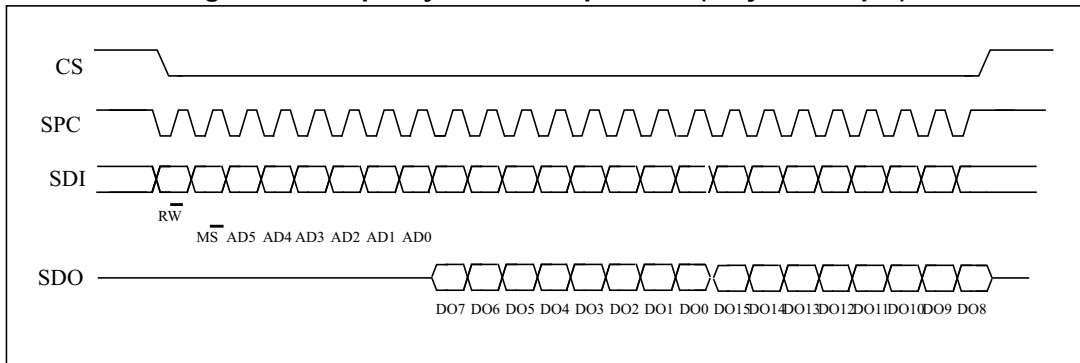 CS
SPC
SDI
RW
MS AD5 AD4 AD3 AD2 AD1 AD0
SDO
DO7 DO6 DO5 DO4 DO3 DO2 DO1 DO0 DO15 DO14 DO13 DO12 DO11 DO10 DO9 DO8